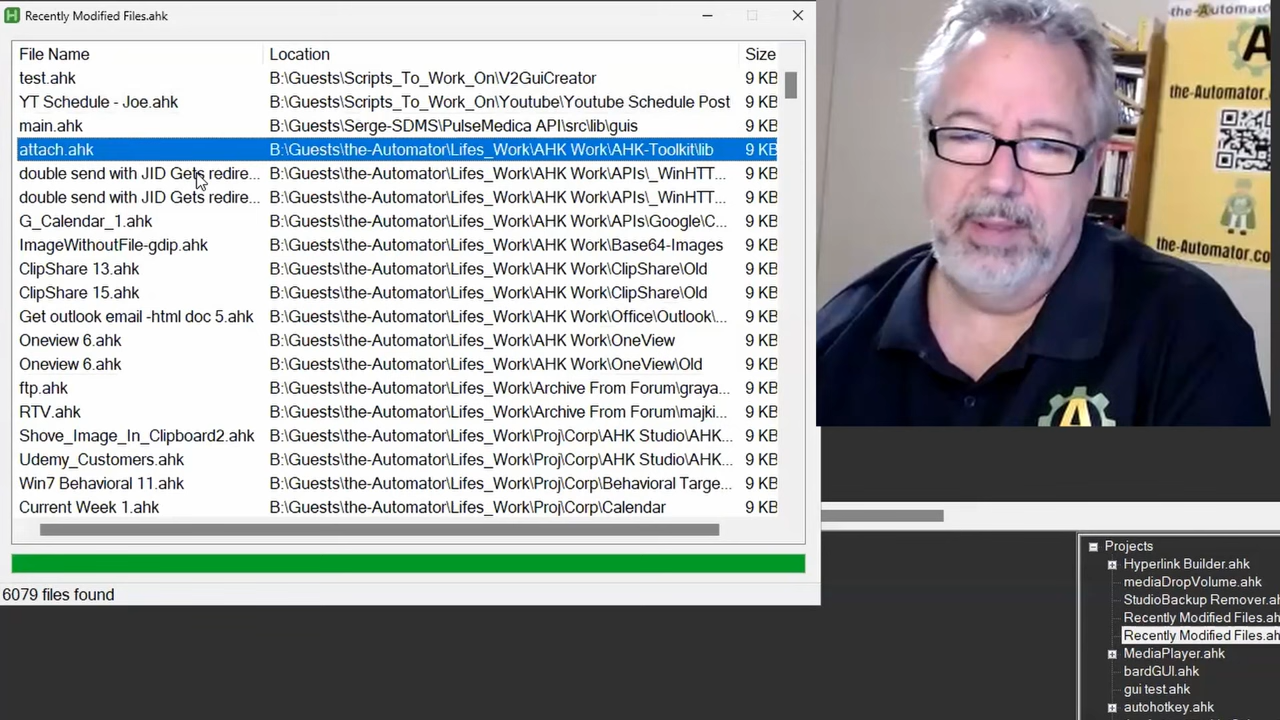 Recently Modified Files.ahk
File Name Location Size
test.ahk B:\Guests\Scripts_To_Work_On\V2GuiCreator 9 KB
YT Schedule - Joe.ahk B:\Guests\Scripts_To_Work_On\Youtube\Youtube Schedule Post 9 KB
main.ahk B:\Guests\Serge-SDMS\PulseMedica API\src\lib\guis 9 KB
attach.ahk B:\Guests\the-Automator\Lifes_Work\AHK Work\AHK-Toolkit\lib 9 KB
double send with JID Gets redire... B:\Guests\the-Automator\Lifes_Work\AHK Work\APIs\_WinHTT... 9 KB
double send with JID Gets redire... B:\Guests\the-Automator\Lifes_Work\AHK Work\APIs\_WinHTT... 9 KB
G_Calendar_1.ahk B:\Guests\the-Automator\Lifes_Work\AHK Work\APIs\Google\C... 9 KB
ImageWithoutFile-gdip.ahk B:\Guests\the-Automator\Lifes_Work\AHK Work\Base64-Images 9 KB
ClipShare 13.ahk B:\Guests\the-Automator\Lifes_Work\AHK Work\ClipShare\Old 9 KB
ClipShare 15.ahk B:\Guests\the-Automator\Lifes_Work\AHK Work\ClipShare\Old 9 KB
Get outlook email -html doc 5.ahk B:\Guests\the-Automator\Lifes_Work\AHK Work\Office\Outlook\... 9 KB
Oneview 6.ahk B:\Guests\the-Automator\Lifes_Work\AHK Work\OneView 9 KB
Oneview 6.ahk B:\Guests\the-Automator\Lifes_Work\AHK Work\OneView\Old 9 KB
ftp.ahk B:\Guests\the-Automator\Lifes_Work\Archive From Forum\graya... 9 KB
RTV.ahk B:\Guests\the-Automator\Lifes_Work\Archive From Forum\majki... 9 KB
Shove_Image_In_Clipboard2.ahk B:\Guests\the-Automator\Lifes_Work\Proj\Corp\AHK Studio\AHK... 9 KB
Udemy_Customers.ahk B:\Guests\the-Automator\Lifes_Work\Proj\Corp\AHK Studio\AHK... 9 KB
Win7 Behavioral 11.ahk B:\Guests\the-Automator\Lifes_Work\Proj\Corp\Behavioral Targe... 9 KB
Current Week 1.ahk B:\Guests\the-Automator\Lifes_Work\Proj\Corp\Calendar 9 KB
6079 files found
the-Automato
A
the-Automator.
the-Automator.co
A
Projects
Hyperlink Builder.ahk
mediaDropVolume.ahk
StudioBackup Remover.ah
Recently Modified Files.ah
Recently Modified Files.ah
MediaPlayer.ahk
bardGUI.ahk
gui test.ahk
autohotkey.ahk